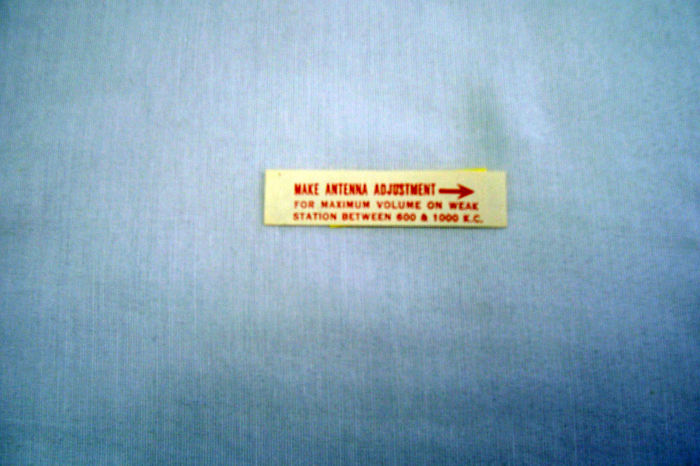 MAKE ANTENNA ADJUSTMENT →
FOR MAXIMUM VOLUME ON WEAK
STATION BETWEEN 600 & 1000 K.C.